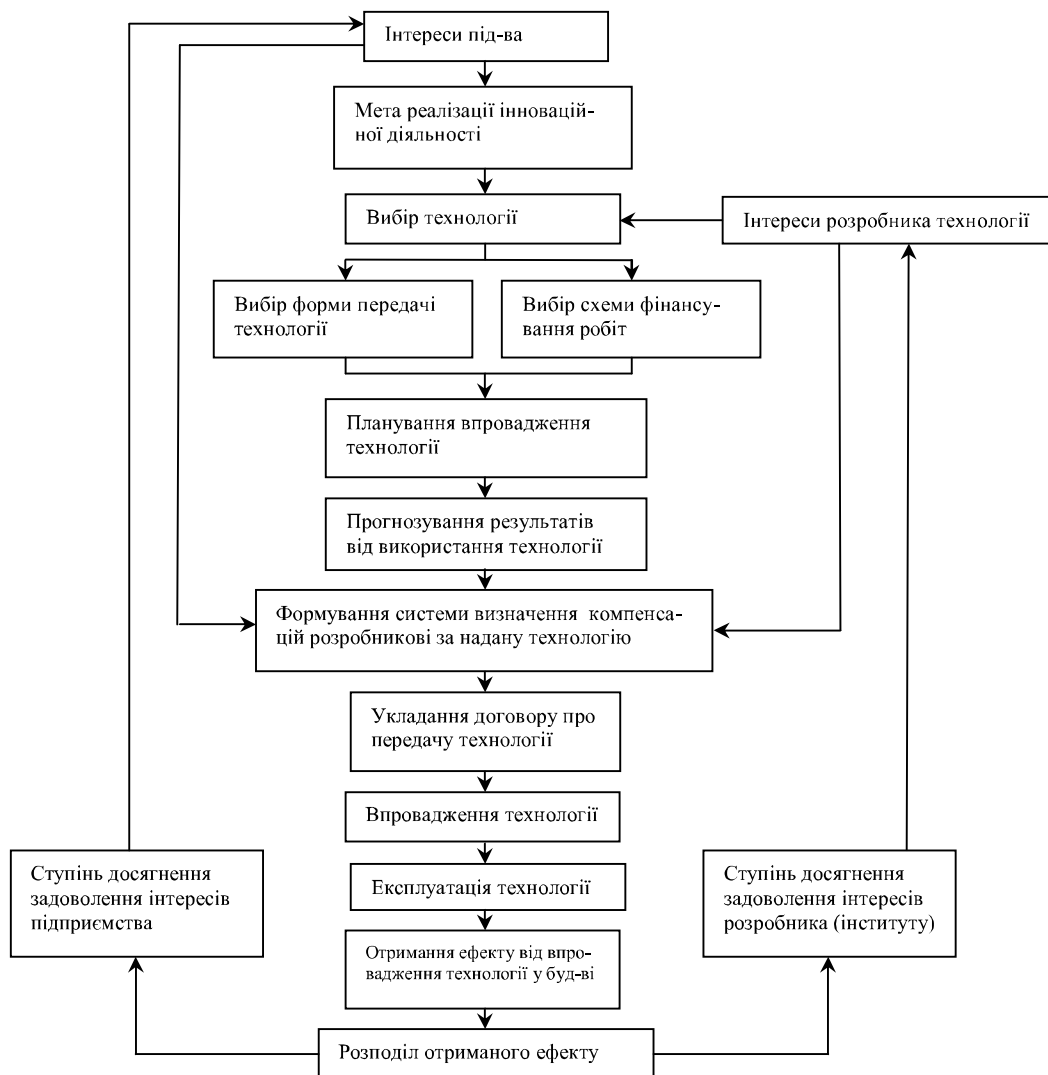 Інтереси під-ва
Мета реалізації інновацій-
ної діяльності
Вибір технології
Інтереси розробника технології
Вибір форми передачі
технології
Вибір схеми фінансу-
вання робіт
Планування впровадження
технології
Прогнозування результатів
від використання технології
Формування системи визначення компенса-
цій розробникові за надану технологію
Укладання договору про
передачу технології
Впровадження технології
Ступінь досягнення
задоволення інтересів
підприємства
Експлуатація технології
Ступінь досягнення
задоволення інтересів
розробника (інституту)
Отримання ефекту від впро-
вадження технології у буд-ві
Розподіл отриманого ефекту